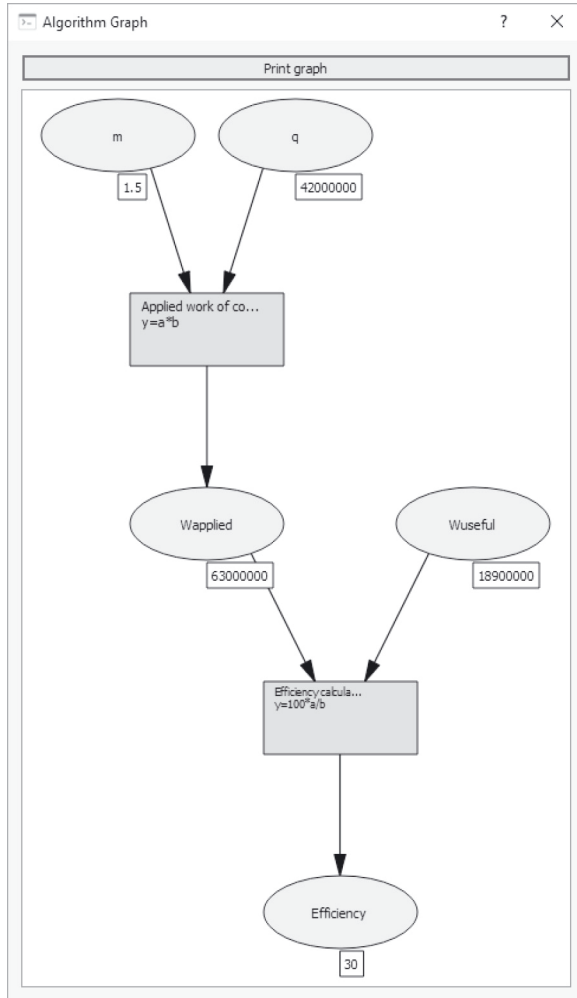 Algorithm Graph
?
Print graph
m
q
1.5
42000000
Applied work of co...
y=a*b
Wapplied
Wuseful
63000000
18900000
Efficiency calcula...
y=100*a/b
Efficiency
30